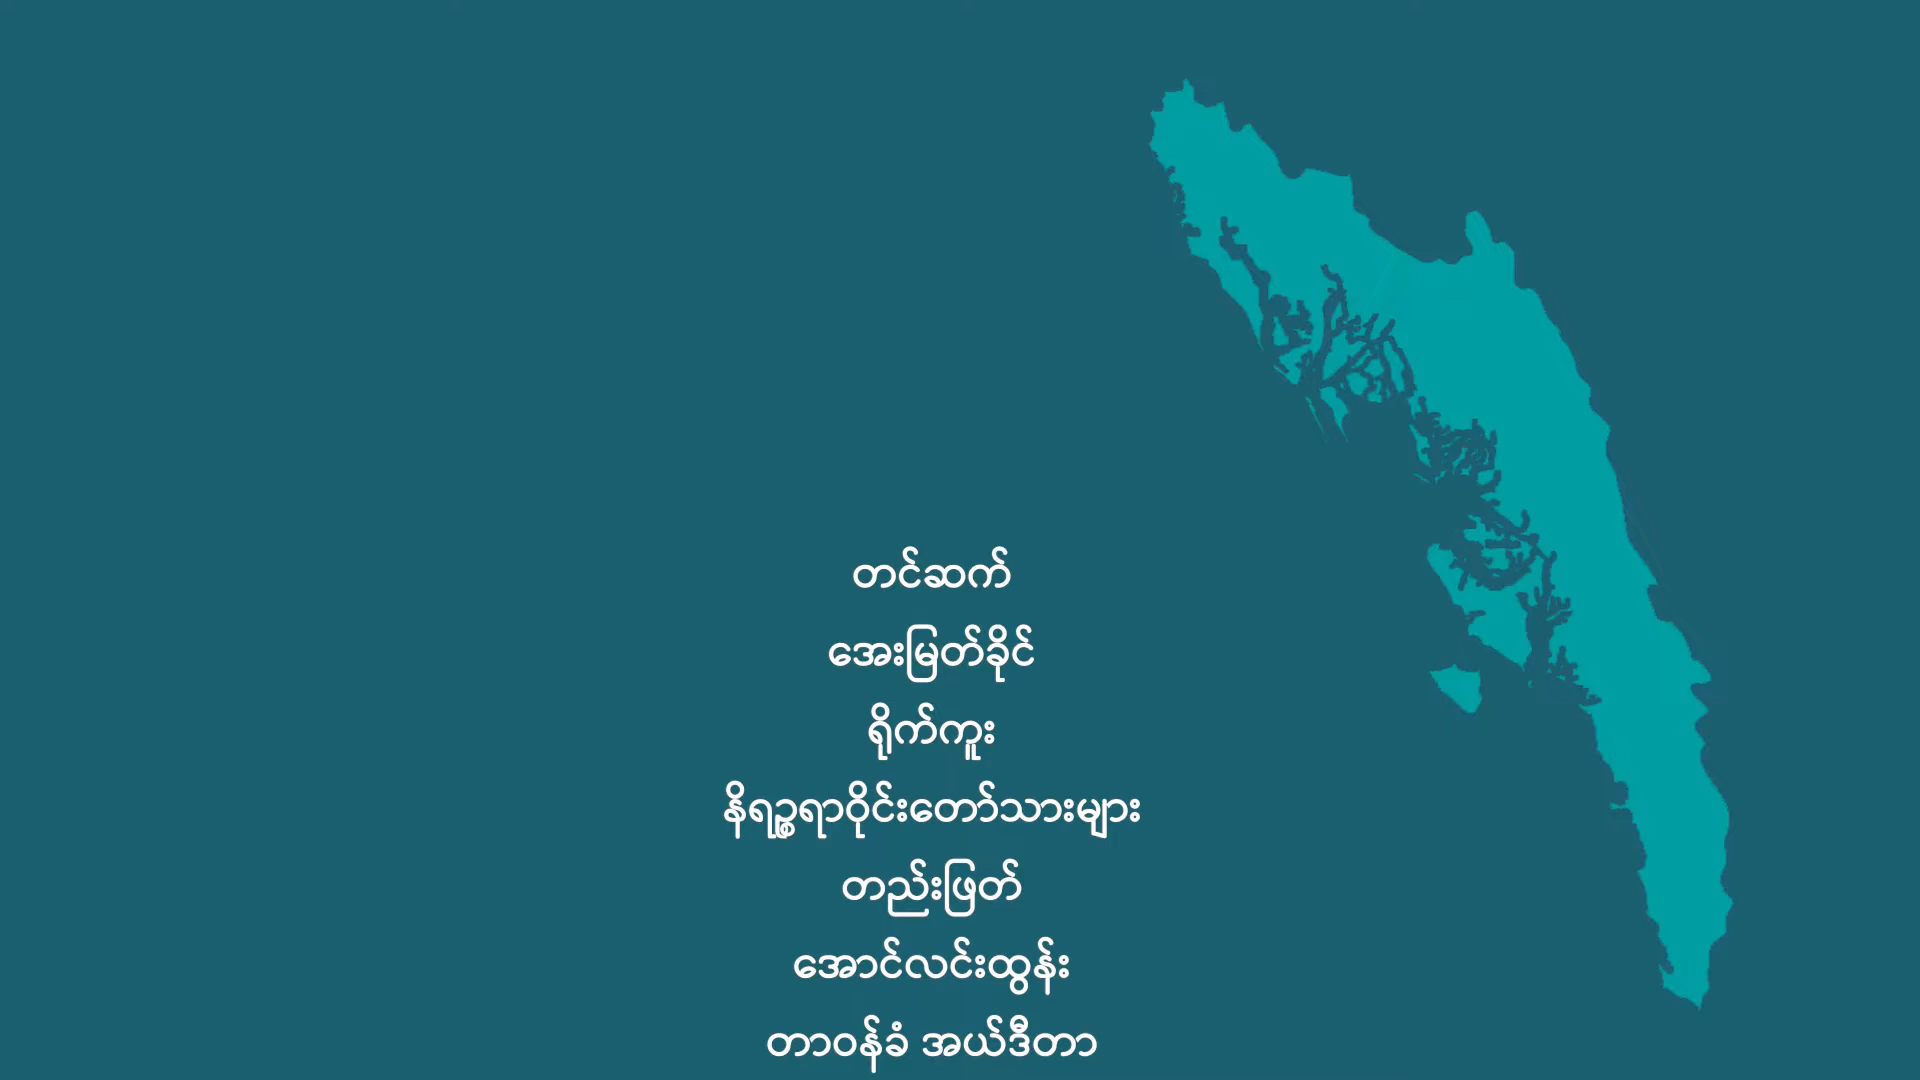 တင်ဆက်
အေးမြတ်ခိုင်
ရိုက်ကူး
နိရဉ္စရာဝိုင်းတော်သားများ
တည်းဖြတ်
အောင်လင်းထွန်း
တာဝန်ခံ အယ်ဒီတာ